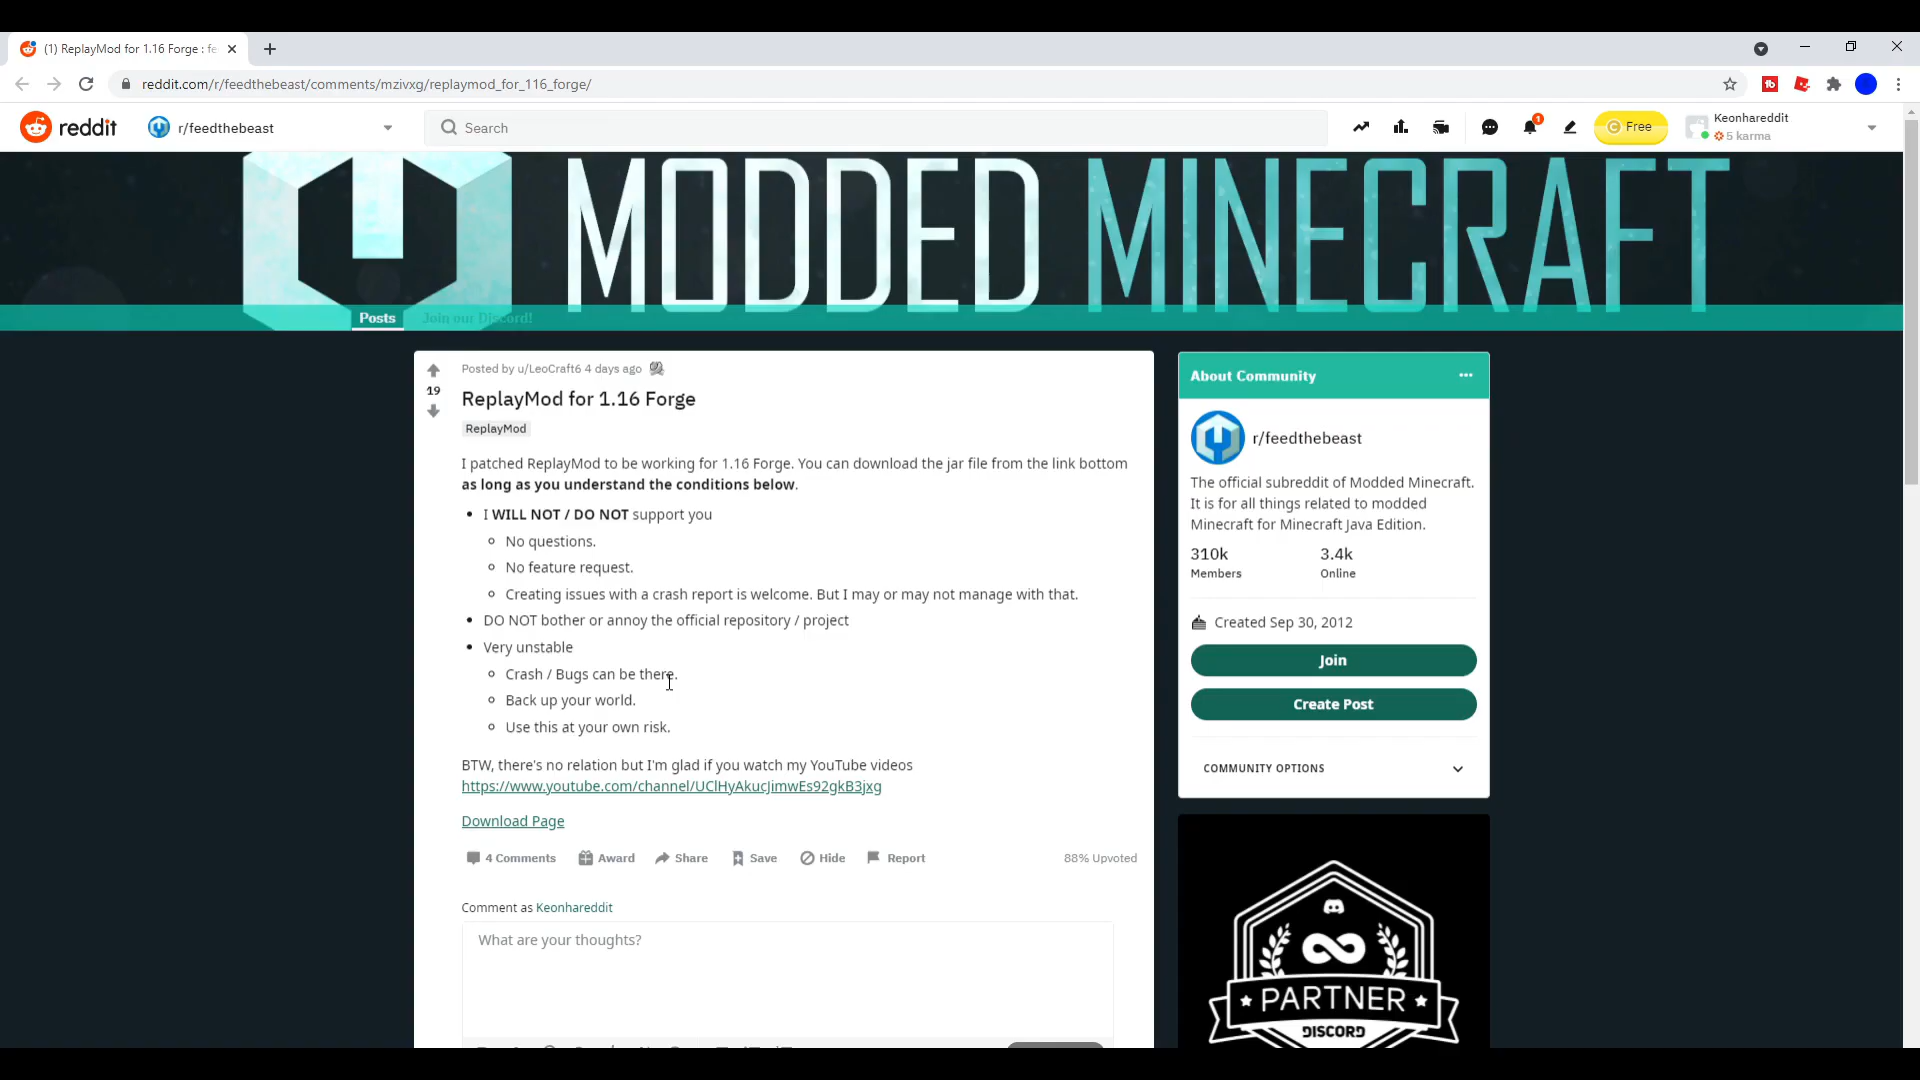 (1) ReplayMod for 1.16 Forge : fe
reddit.com/r/feedthebeast/comments/mzivxg/replaymod_for_116_forge/
reddit
r/feedthebeast
Search
1
Free
Keonhareddit
5 karma
MODDED MINECRAFT
Posts
Join our Discord!
Posted by u/LeoCraft6 4 days ago
19
ReplayMod for 1.16 Forge
ReplayMod
I patched ReplayMod to be working for 1.16 Forge. You can download the jar file from the link bottom
as long as you understand the conditions below.
• I WILL NOT / DO NOT support you
No questions.
No feature request.
Creating issues with a crash report is welcome. But I may or may not manage with that.
• DO NOT bother or annoy the official repository / project
• Very unstable
Crash / Bugs can be there.
Back up your world.
Use this at your own risk.
BTW, there's no relation but I'm glad if you watch my YouTube videos
https://www.youtube.com/channel/UClHyAkucJimwEs92gkB3jxg
Download Page
4 Comments Award Share Save Hide Report 88% Upvoted
Comment as Keonhareddit
What are your thoughts?
About Community
r/feedthebeast
The official subreddit of Modded Minecraft.
It is for all things related to modded
Minecraft for Minecraft Java Edition.
310k 3.4k
Members Online
Created Sep 30, 2012
Join
Create Post
COMMUNITY OPTIONS
PARTNER
DISCORD